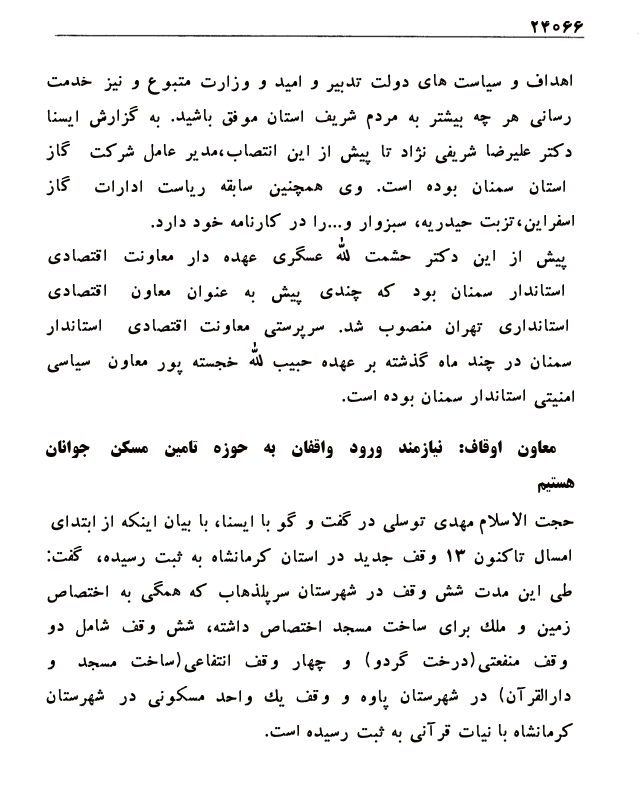 ۲۴۰۶۶
اهداف و سیاست های دولت تدبیر و امید و وزارت متبوع و نیز خدمت
رسانی هر چه بیشتر به مردم شریف استان موفق باشید. به گزارش ایسنا
دکتر علیرضا شریفی نژاد تا پیش از این انتصاب،مدیر عامل شرکت گاز
استان سمنان بوده است. وی همچنین سابقه ریاست ادارات گاز
اسفراین،تزبت حیدریه، سبزوار و...را در کارنامه خود دارد.
پیش از این دکتر حشمت لله عسگری عهده دار معاونت اقتصادی
استاندار سمنان بود که چندی پیش به عنوان معاون اقتصادی
استانداری تهران منصوب شد. سرپرستی معاونت اقتصادی استاندار
سمنان در چند ماه گذشته بر عهده حبیب لله خجسته پور معاون سیاسی
امنیتی استاندار سمنان بوده است.
معاون اوقاف: نیازمند ورود واقفان به حوزه تامین مسکن جوانان
هستیم
حجت الاسلام مهدی توسلی در گفت و گو با ایسنا، با بیان اینکه از ابتدای
امسال تاکنون ۱۳ وقف جدید در استان کرمانشاه به ثبت رسیده، گفت:
طی این مدت شش وقف در شهرستان سرپلذهاب که همگی به اختصاص
زمین و ملك برای ساخت مسجد اختصاص داشته، شش وقف شامل دو
وقف منفعتی(درخت گردو) و چهار وقف انتفاعی(ساخت مسجد و
دارالقرآن) در شهرستان پاوه و وقف یك واحد مسکونی در شهرستان
کرمانشاه با نیات قرآنی به ثبت رسیده است.